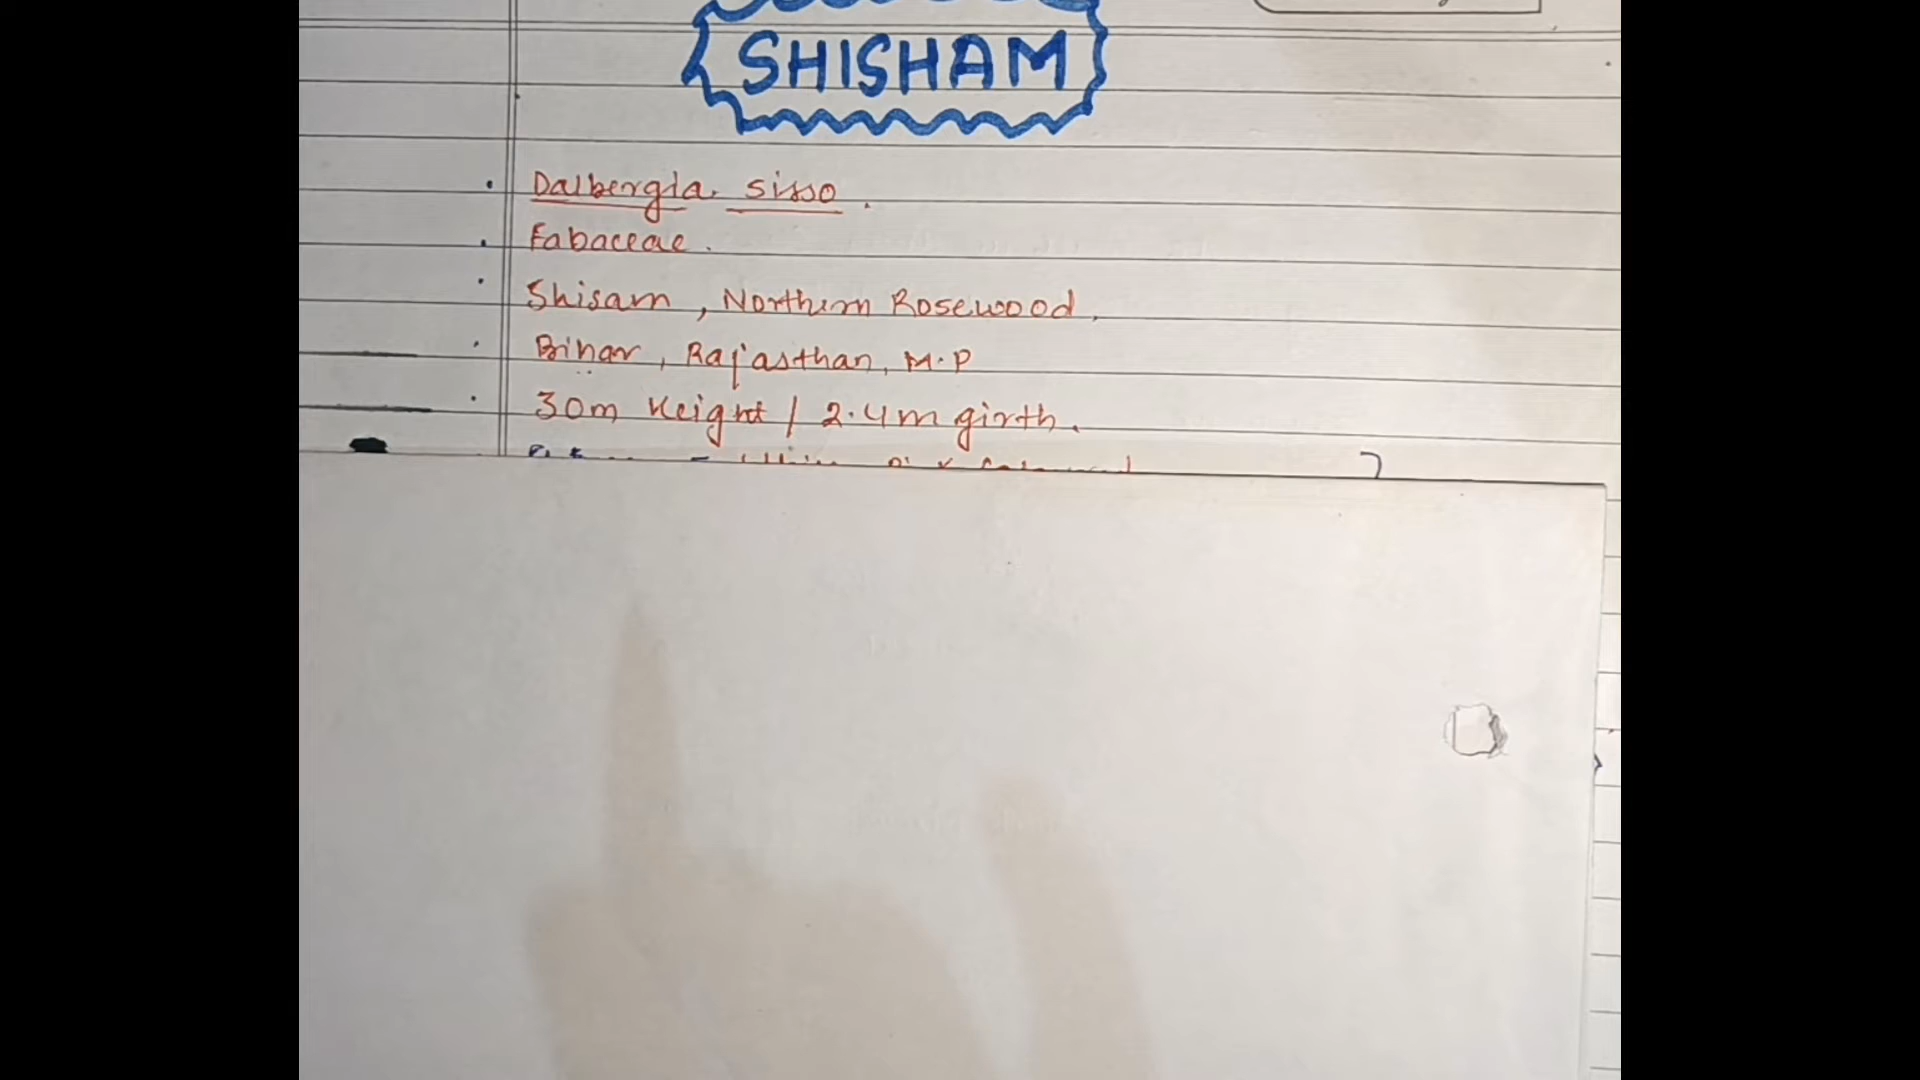 SHISHAM
Dalbergia sisso.
Fabaceae.
Shisam, Northern Rosewood.
Bihar, Rajasthan, M.P
30m Height / 2.4m girth.